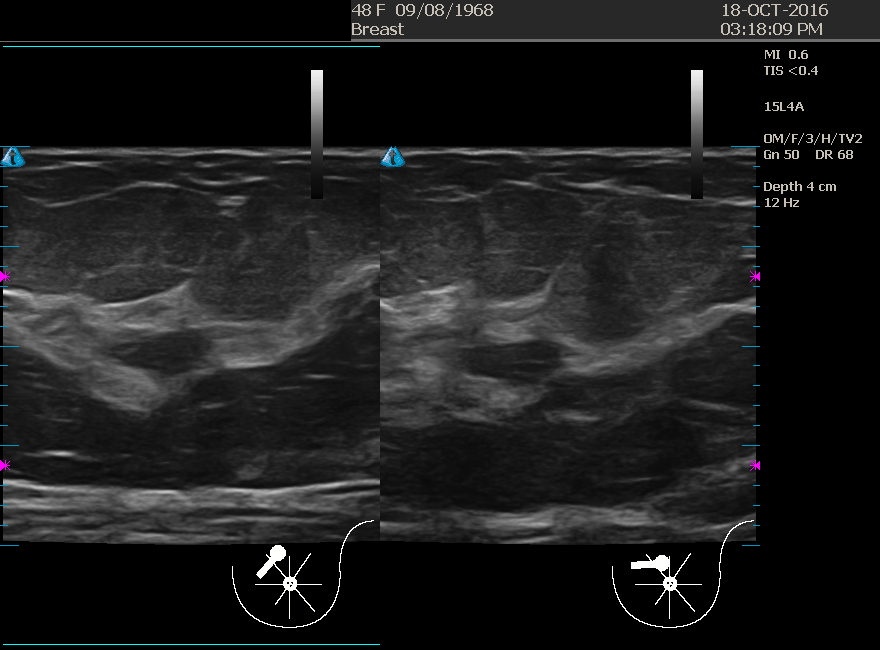 48 F 09/08/1968
18-OCT-2016
Breast
03:18:09 PM
MI 0.6
TIS <0.4
15L4A
OM/F/3/H/TV2
Gn 50 DR 68
Depth 4 cm
12 Hz